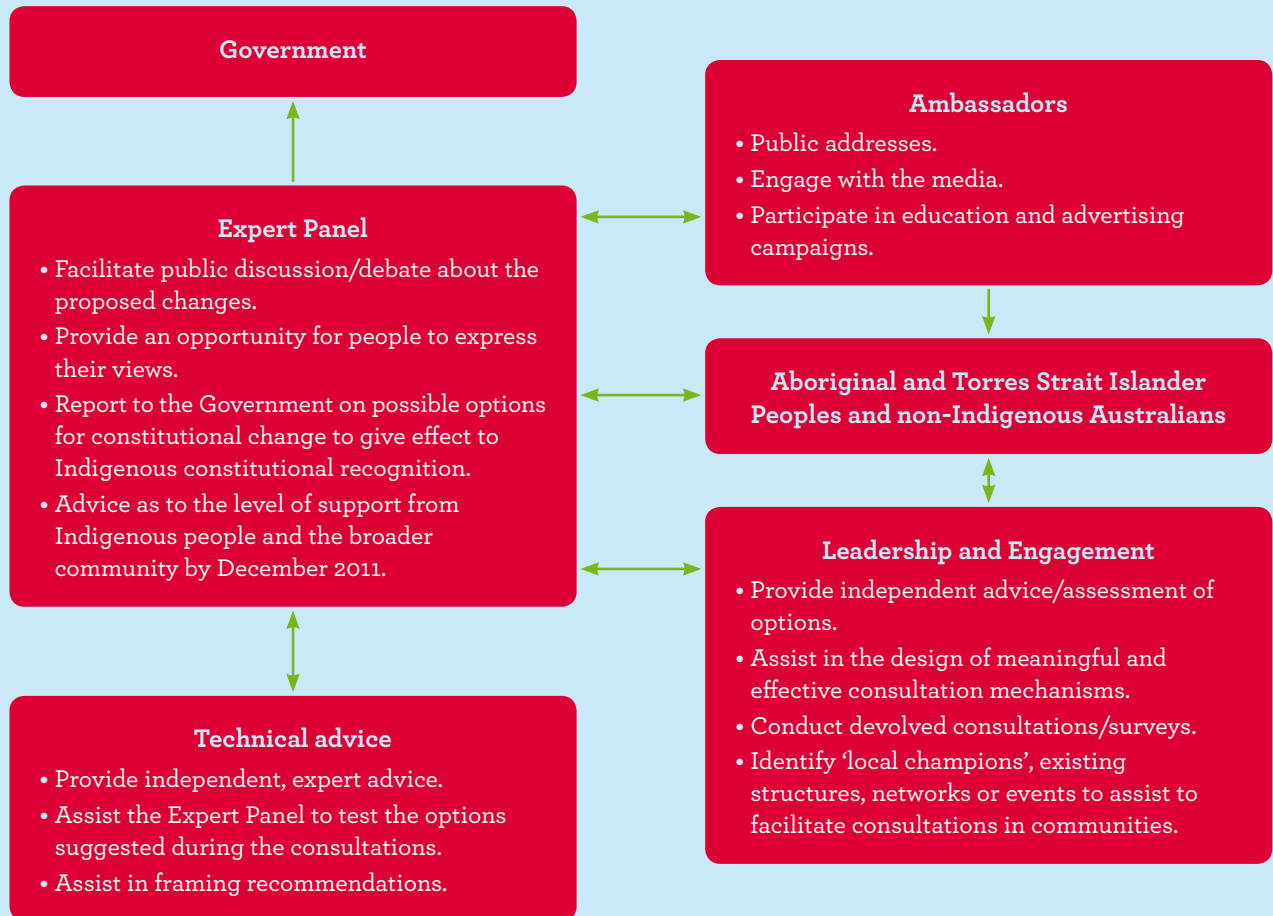 Government
Expert Panel
• Facilitate public discussion/debate about the
proposed changes.
• Provide an opportunity for people to express
their views.
• Report to the Government on possible options
for constitutional change to give effect to
Indigenous constitutional recognition.
• Advice as to the level of support from
Indigenous people and the broader
community by December 2011.
Technical advice
• Provide independent, expert advice.
• Assist the Expert Panel to test the options
suggested during the consultations.
• Assist in framing recommendations.
Ambassadors
• Public addresses.
• Engage with the media.
• Participate in education and advertising
campaigns.
Aboriginal and Torres Strait Islander
Peoples and non-Indigenous Australians
Leadership and Engagement
• Provide independent advice/assessment of
options.
• Assist in the design of meaningful and
effective consultation mechanisms.
• Conduct devolved consultations/surveys.
• Identify ‘local champions’, existing
structures, networks or events to assist to
facilitate consultations in communities.